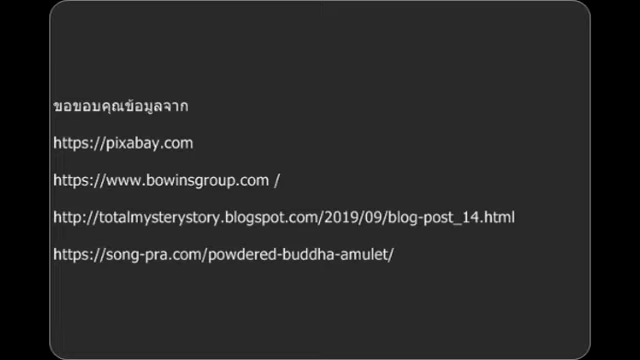 ขอขอบคุณข้อมูลจาก
https://pixabay.com
https://www.bowinsgroup.com /
http://totalmysterystory.blogspot.com/2019/09/blog-post_14.html
https://song-pra.com/powdered-buddha-amulet/